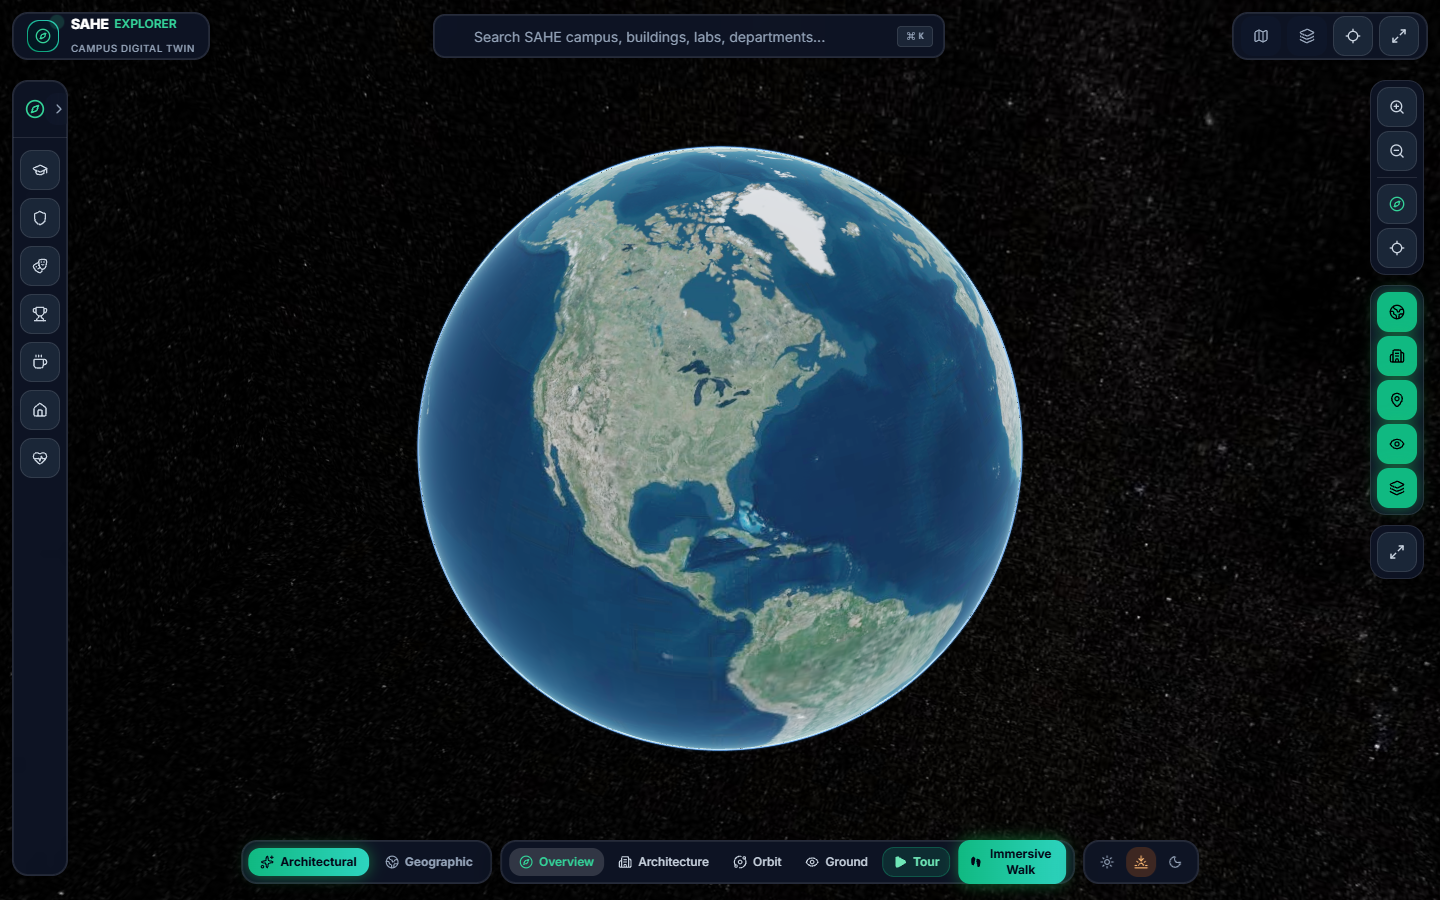 SAHE EXPLORER
CAMPUS DIGITAL TWIN
Search SAHE campus, buildings, labs, departments...
⌘ K
Architectural
Geographic
Overview
Architecture
Orbit
Ground
Tour
Immersive
Walk